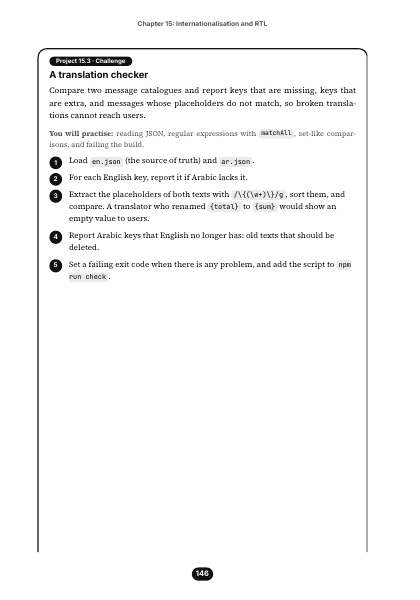 Chapter 15: Internationalisation and RTL
Project 15.3 · Challenge
A translation checker
Compare two message catalogues and report keys that are missing, keys that
are extra, and messages whose placeholders do not match, so broken transla-
tions cannot reach users.
You will practise: reading JSON, regular expressions with matchAll, set-like compar-
isons, and failing the build.
1 Load en.json (the source of truth) and ar.json.
2 For each English key, report it if Arabic lacks it.
3 Extract the placeholders of both texts with /\{(\w+)\}/g, sort them, and
compare. A translator who renamed {total} to {sum} would show an
empty value to users.
4 Report Arabic keys that English no longer has: old texts that should be
deleted.
5 Set a failing exit code when there is any problem, and add the script to npm
run check.
146